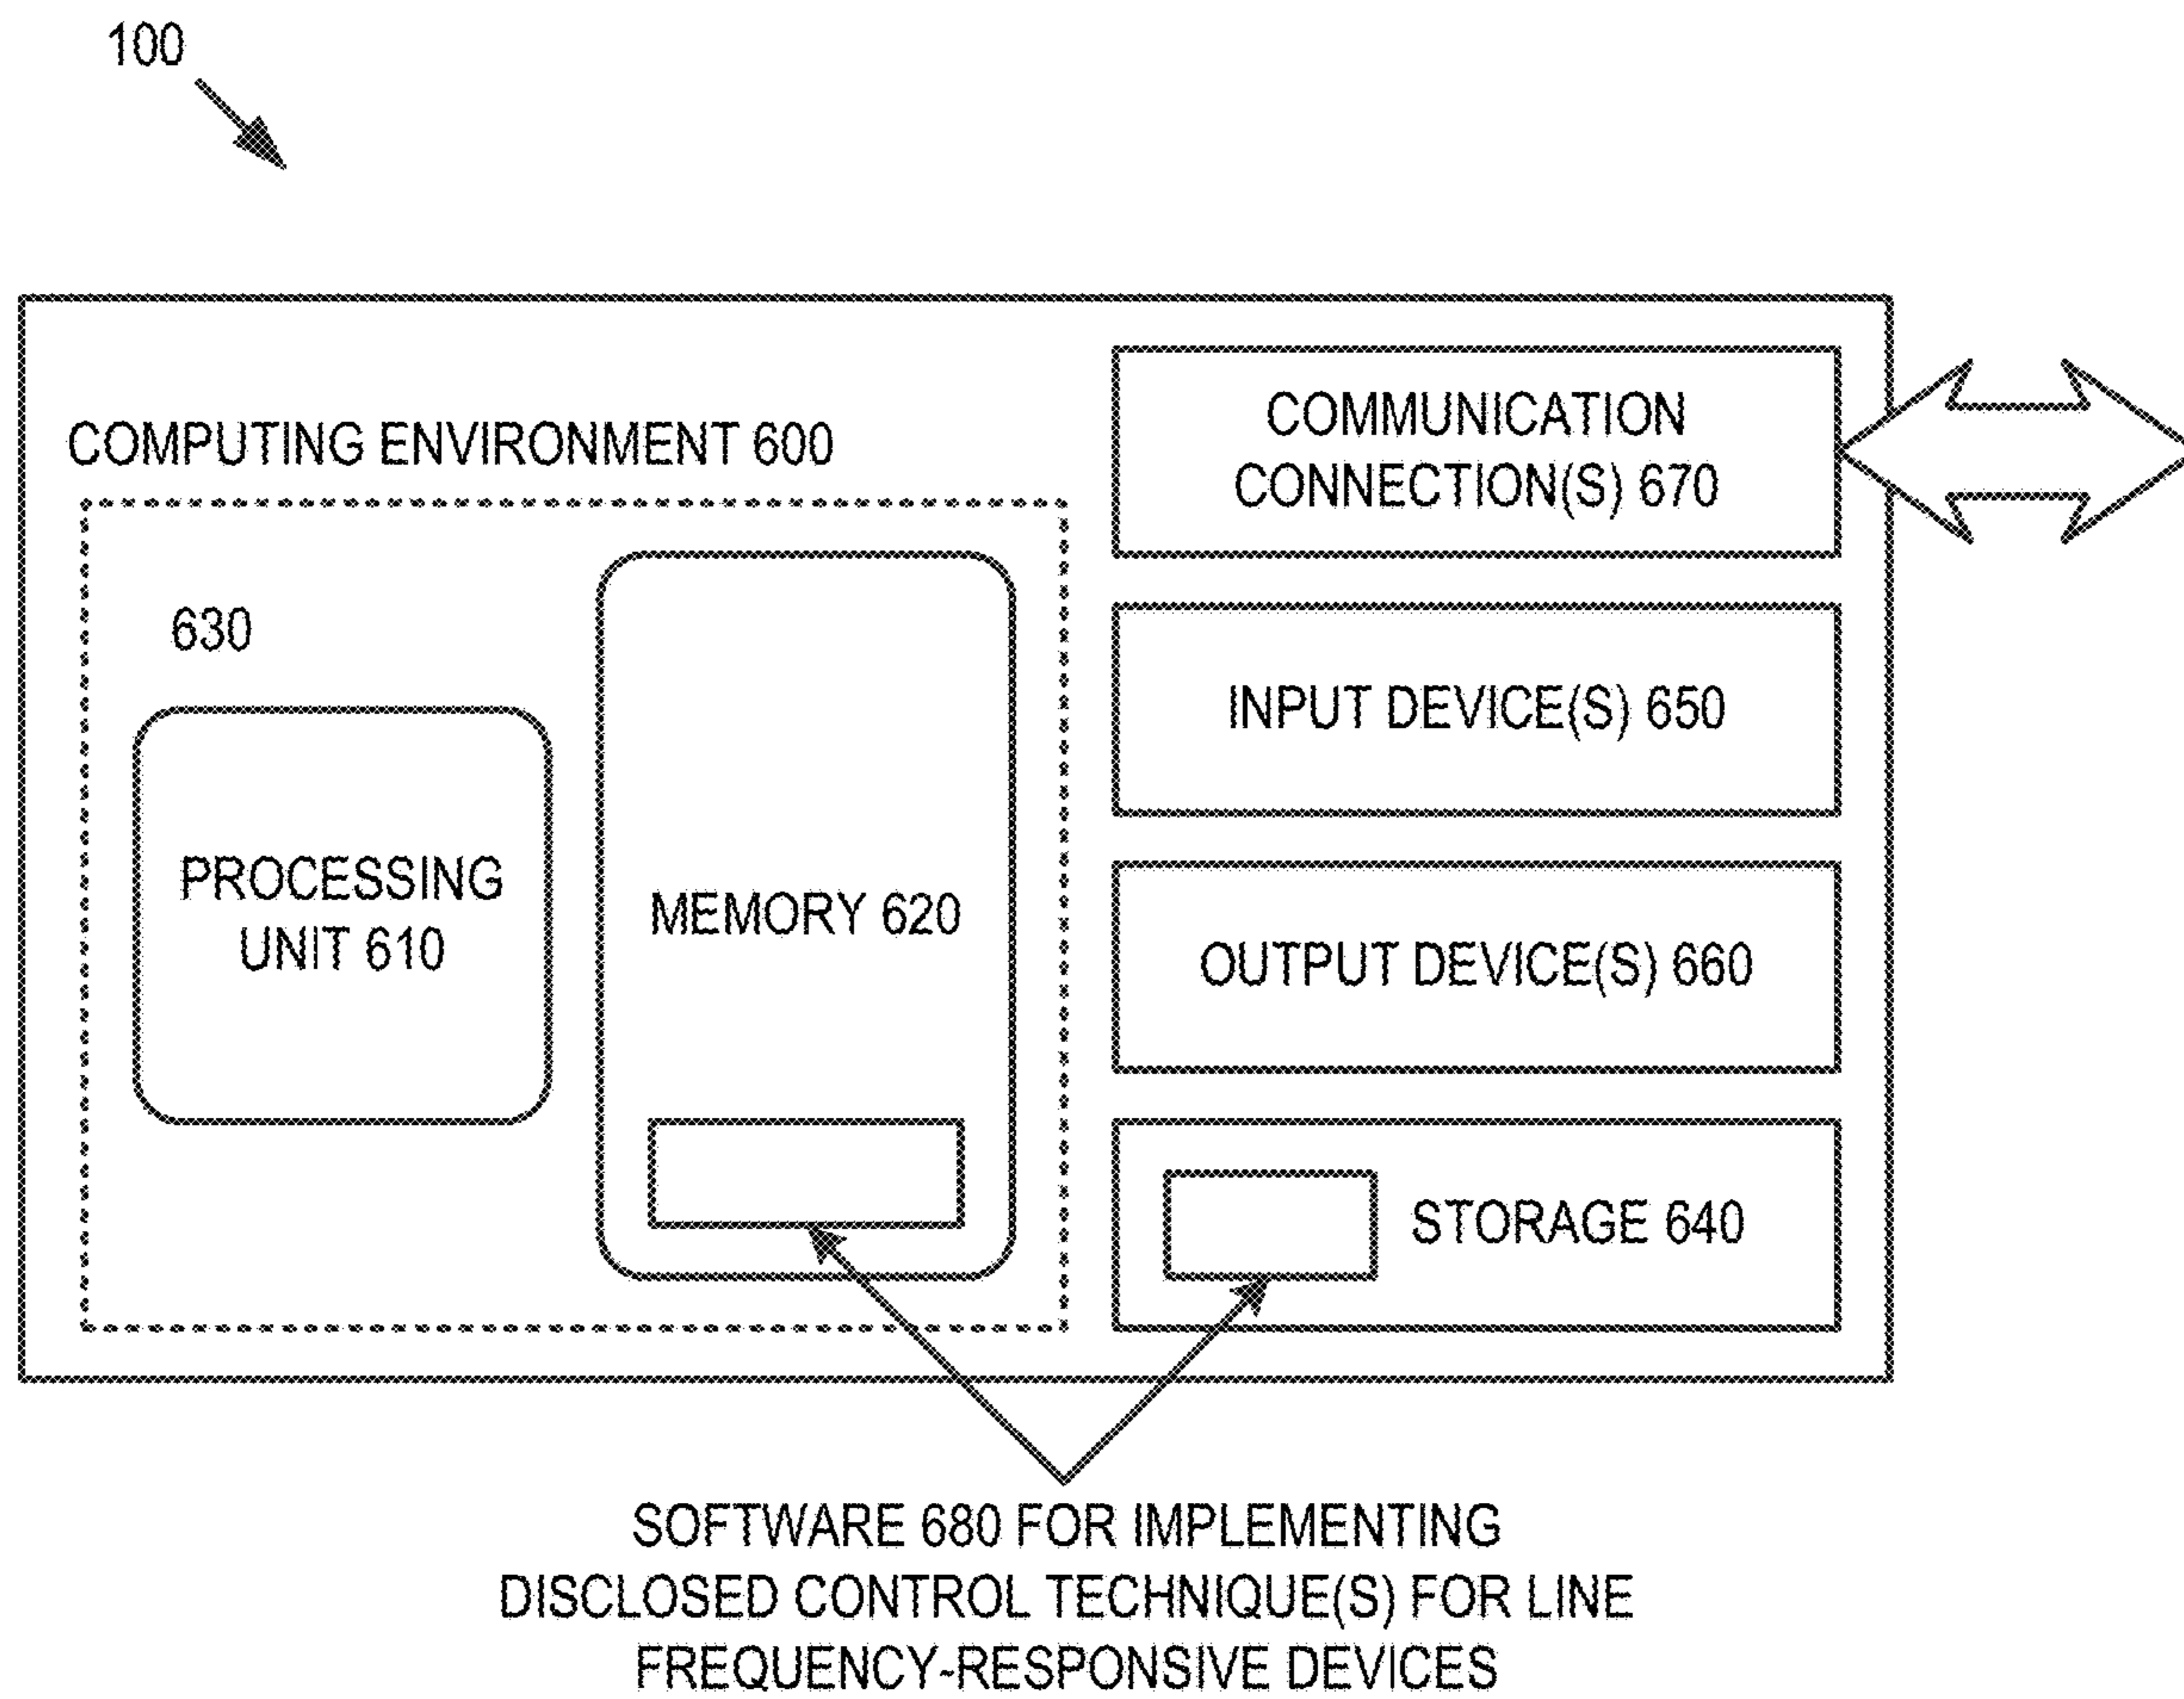 100
COMPUTING ENVIRONMENT 600
630
PROCESSING
UNIT 610
MEMORY 620
COMMUNICATION
CONNECTION(S) 670
INPUT DEVICE(S) 650
OUTPUT DEVICE(S) 660
STORAGE 640
SOFTWARE 680 FOR IMPLEMENTING
DISCLOSED CONTROL TECHNIQUE(S) FOR LINE
FREQUENCY-RESPONSIVE DEVICES